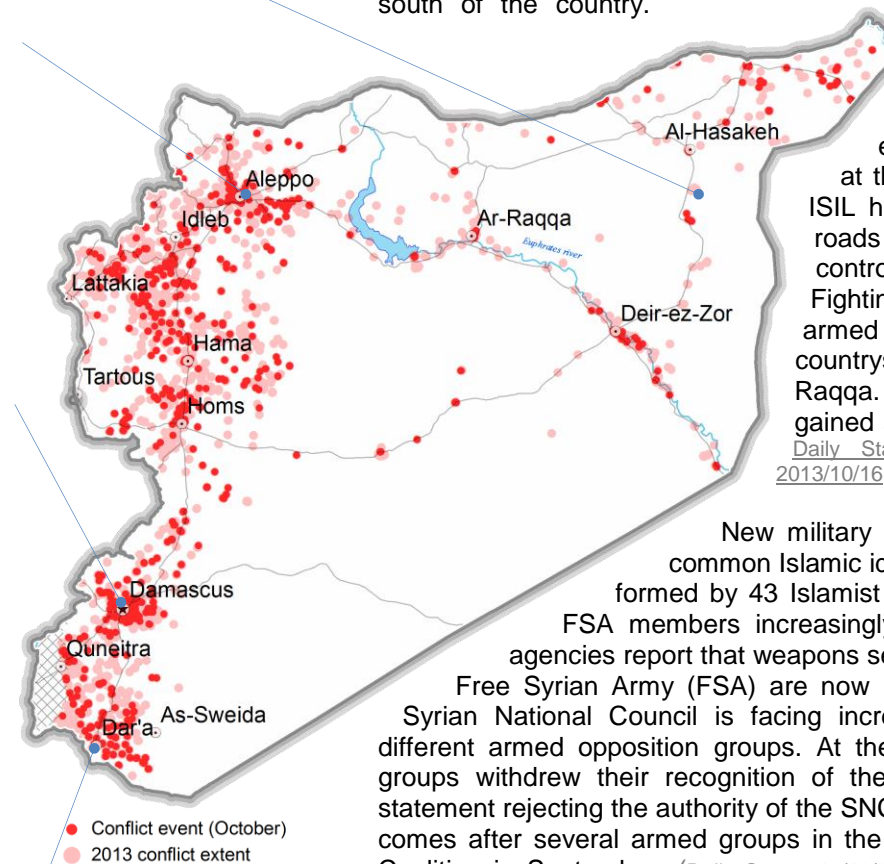 south of the country.
Al-Hasakeh
Aleppo
Idleb
Ar-Raqqa
Euphrates river
Lattakia
Deir-ez-Zor
Hama
Tartous
Homs
Damascus
Quneitra
As-Sweida
Dar'a
Conflict event (October)
2013 conflict extent
at th
ISIL h
roads
contro
Fightin
armed
countrys
Raqqa.
gained
Daily Sta
2013/10/16
New military
common Islamic ic
formed by 43 Islamist
FSA members increasingly
agencies report that weapons se
Free Syrian Army (FSA) are now
Syrian National Council is facing incre
different armed opposition groups. At the
groups withdrew their recognition of the
statement rejecting the authority of the SNC
comes after several armed groups in the